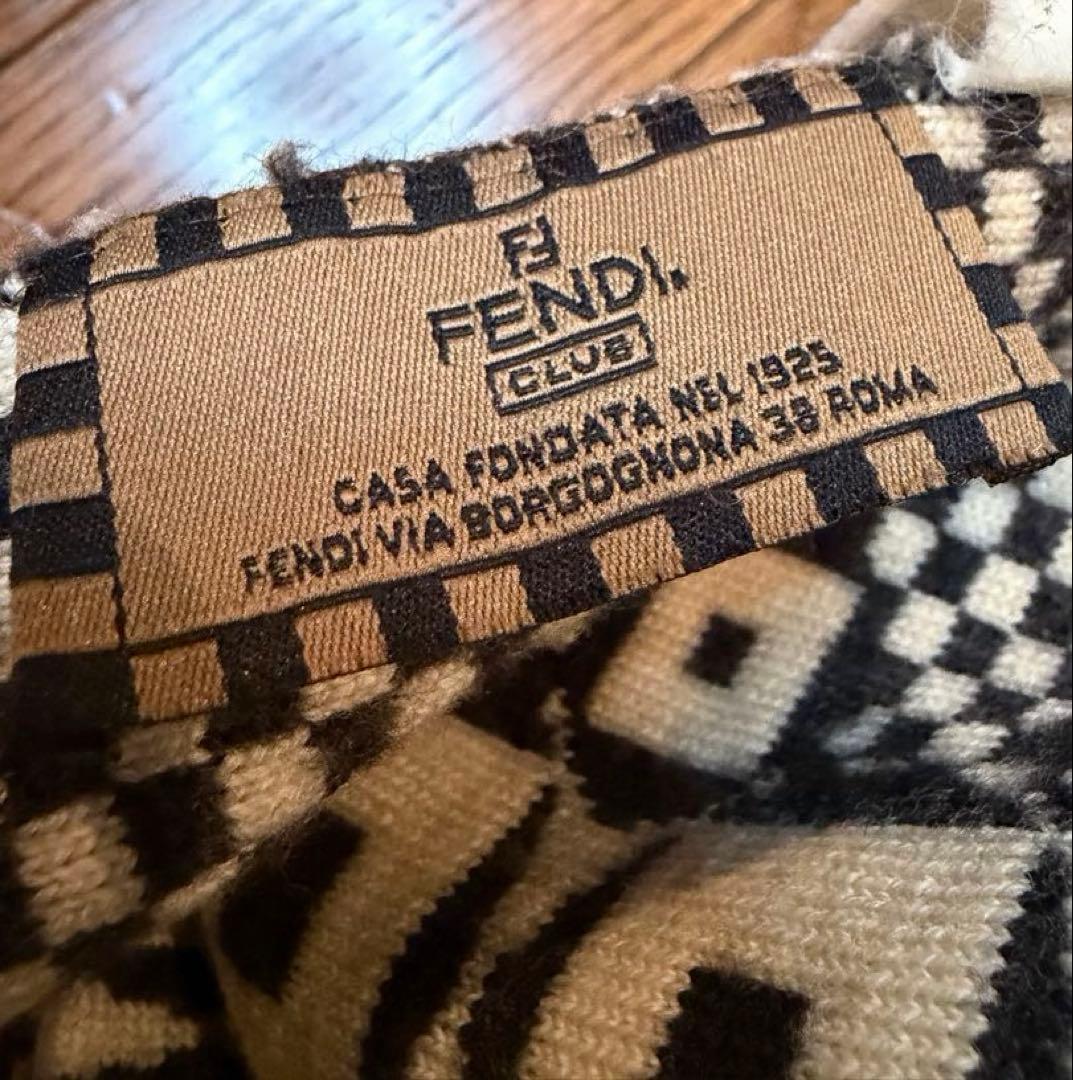 FF
FENDI.
CLUB
CASA FONDATA NEL 1925
FENDI VIA BORGOGNONA 38 ROMA